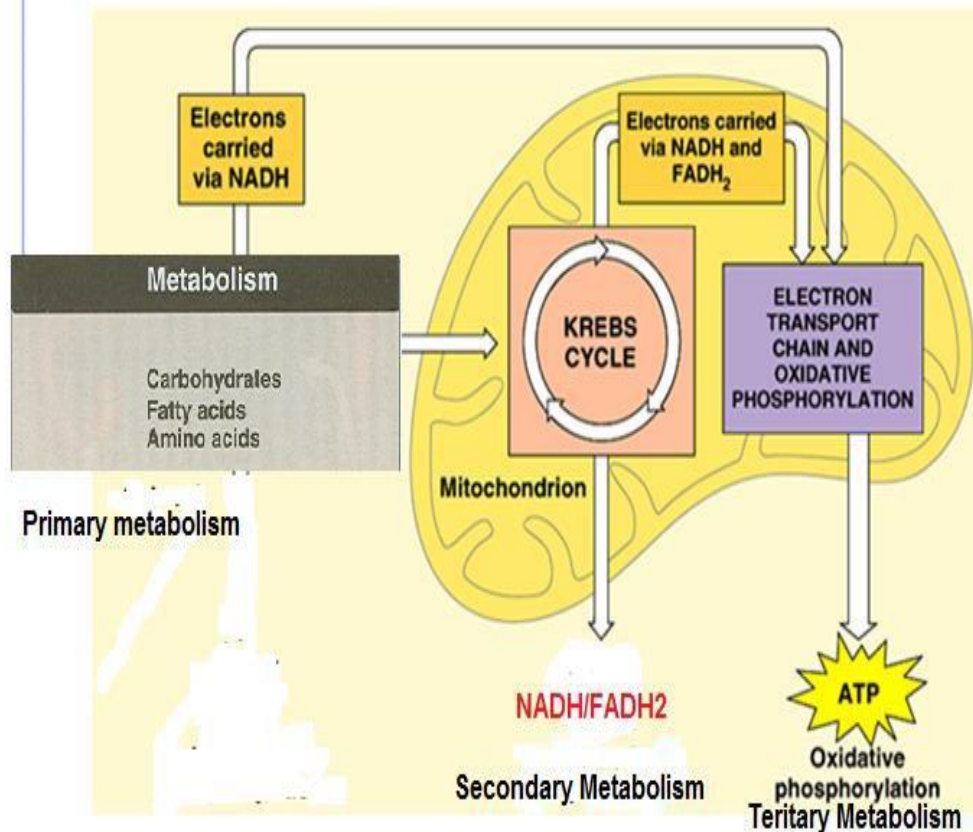 Electrons
carried
via NADH
Electrons carried
via NADH and
FADH₂
Metabolism
Carbohydrales
Fatty acids
Amino acids
KREBS
CYCLE
ELECTRON
TRANSPORT
CHAIN AND
OXIDATIVE
PHOSPHORYLATION
Mitochondrion
Primary metabolism
NADH/FADH2
Secondary Metabolism
ATP
Oxidative
phosphorylation
Teritary Metabolism